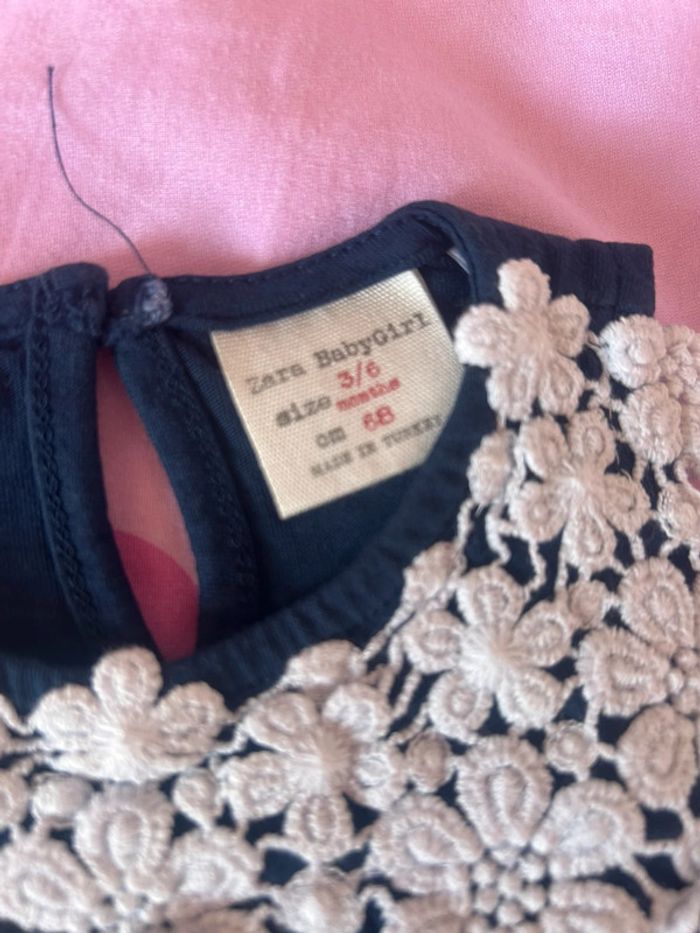 Zara BabyGirl
size 3/6 months
cm 68
MADE IN TURKEY